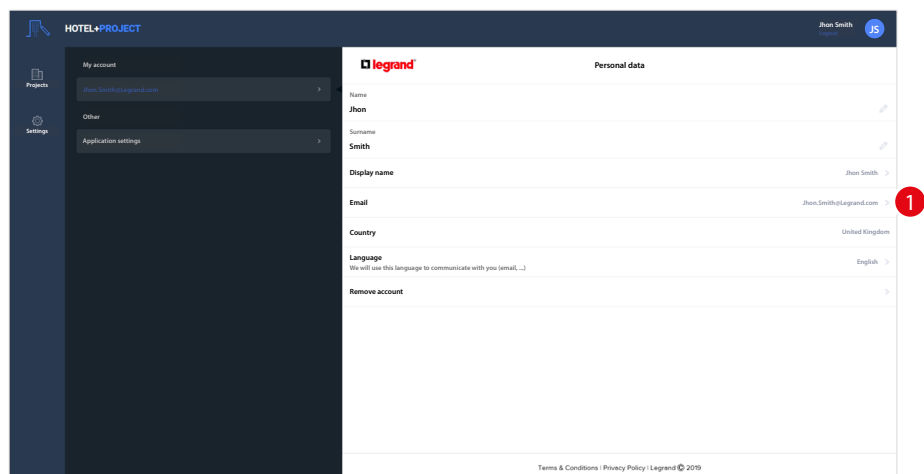 HOTEL+PROJECT
Jhon Smith
Logout
JS
Projects
Settings
My account
Jhon.Smith@Legrand.com
Other
Application settings
legrand
Personal data
Name
Jhon
Surname
Smith
Display name
Jhon Smith
Email
Jhon.Smith@Legrand.com
1
Country
United Kingdom
Language
We will use this language to communicate with you (email, ...)
English
Remove account
Terms & Conditions | Privacy Policy | Legrand © 2019